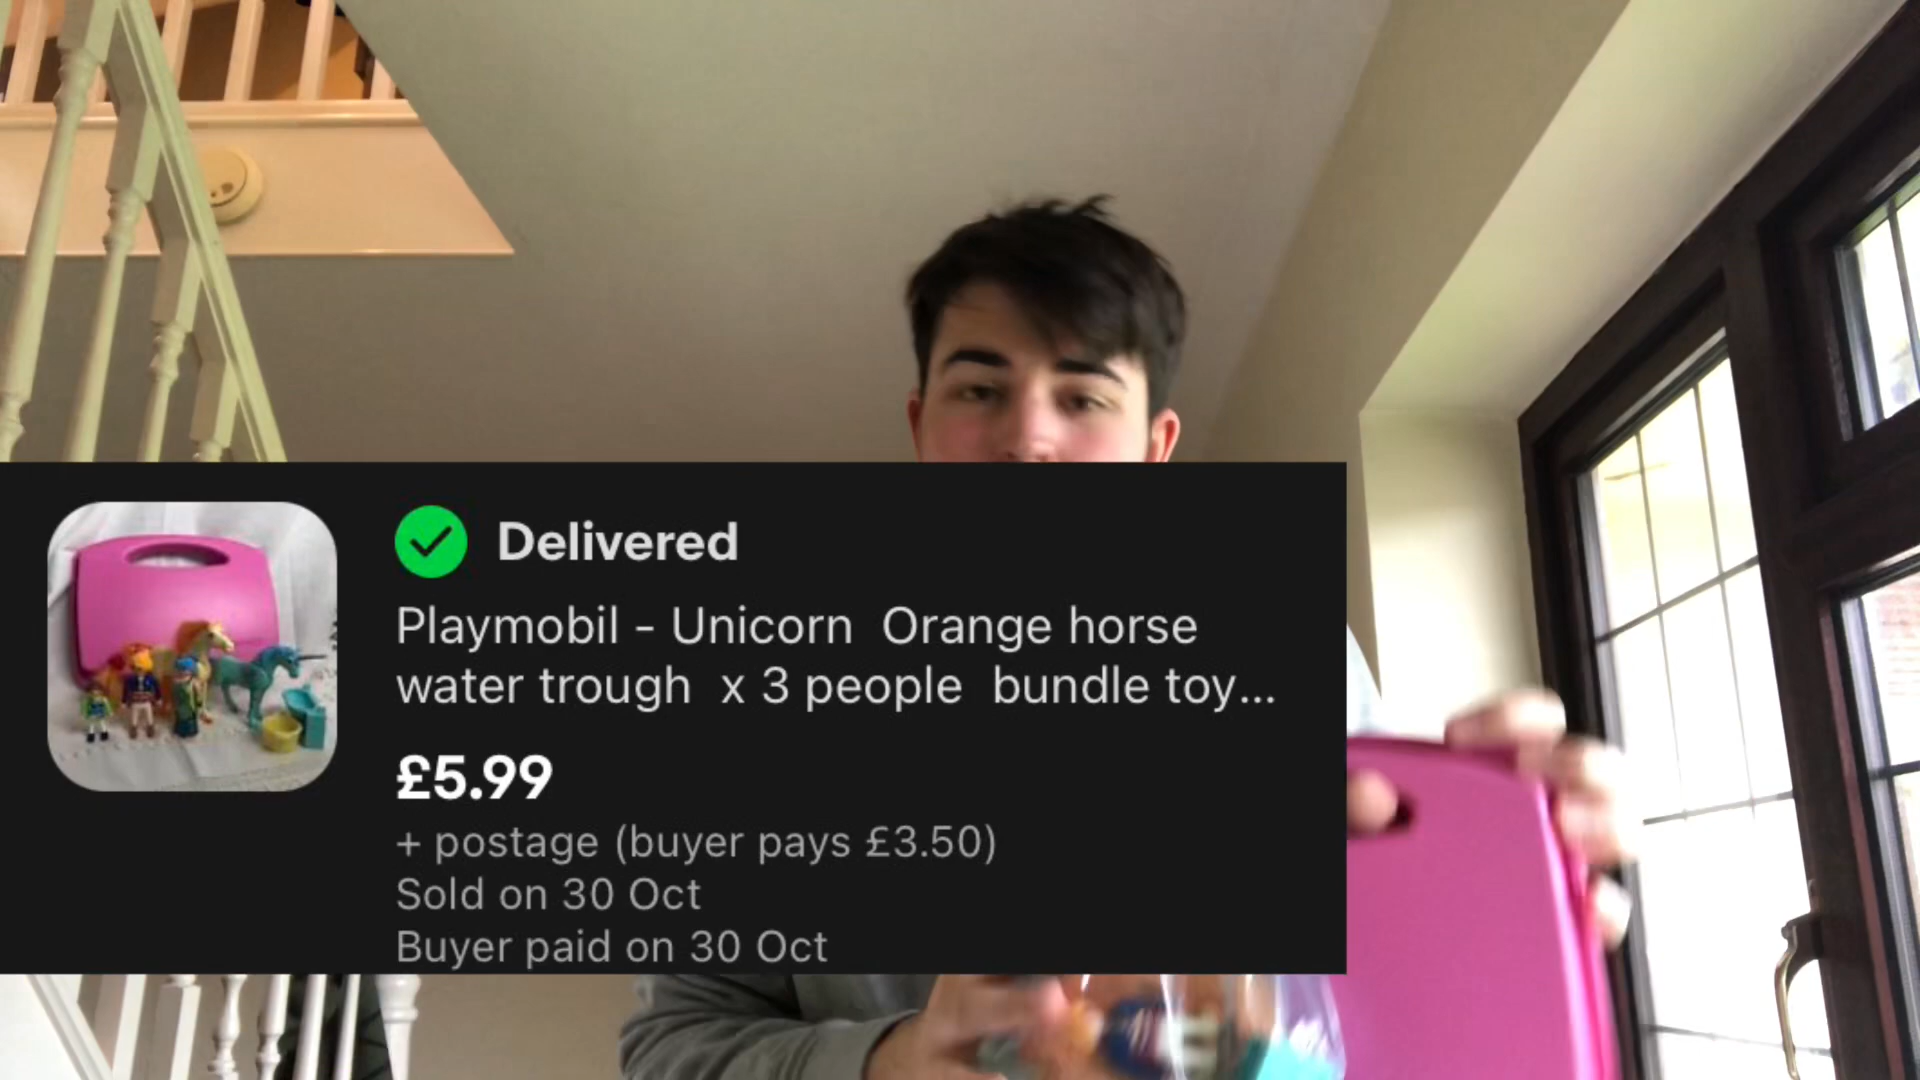 Delivered
Playmobil - Unicorn Orange horse
water trough x 3 people bundle toy...
£5.99
+ postage (buyer pays £3.50)
Sold on 30 Oct
Buyer paid on 30 Oct